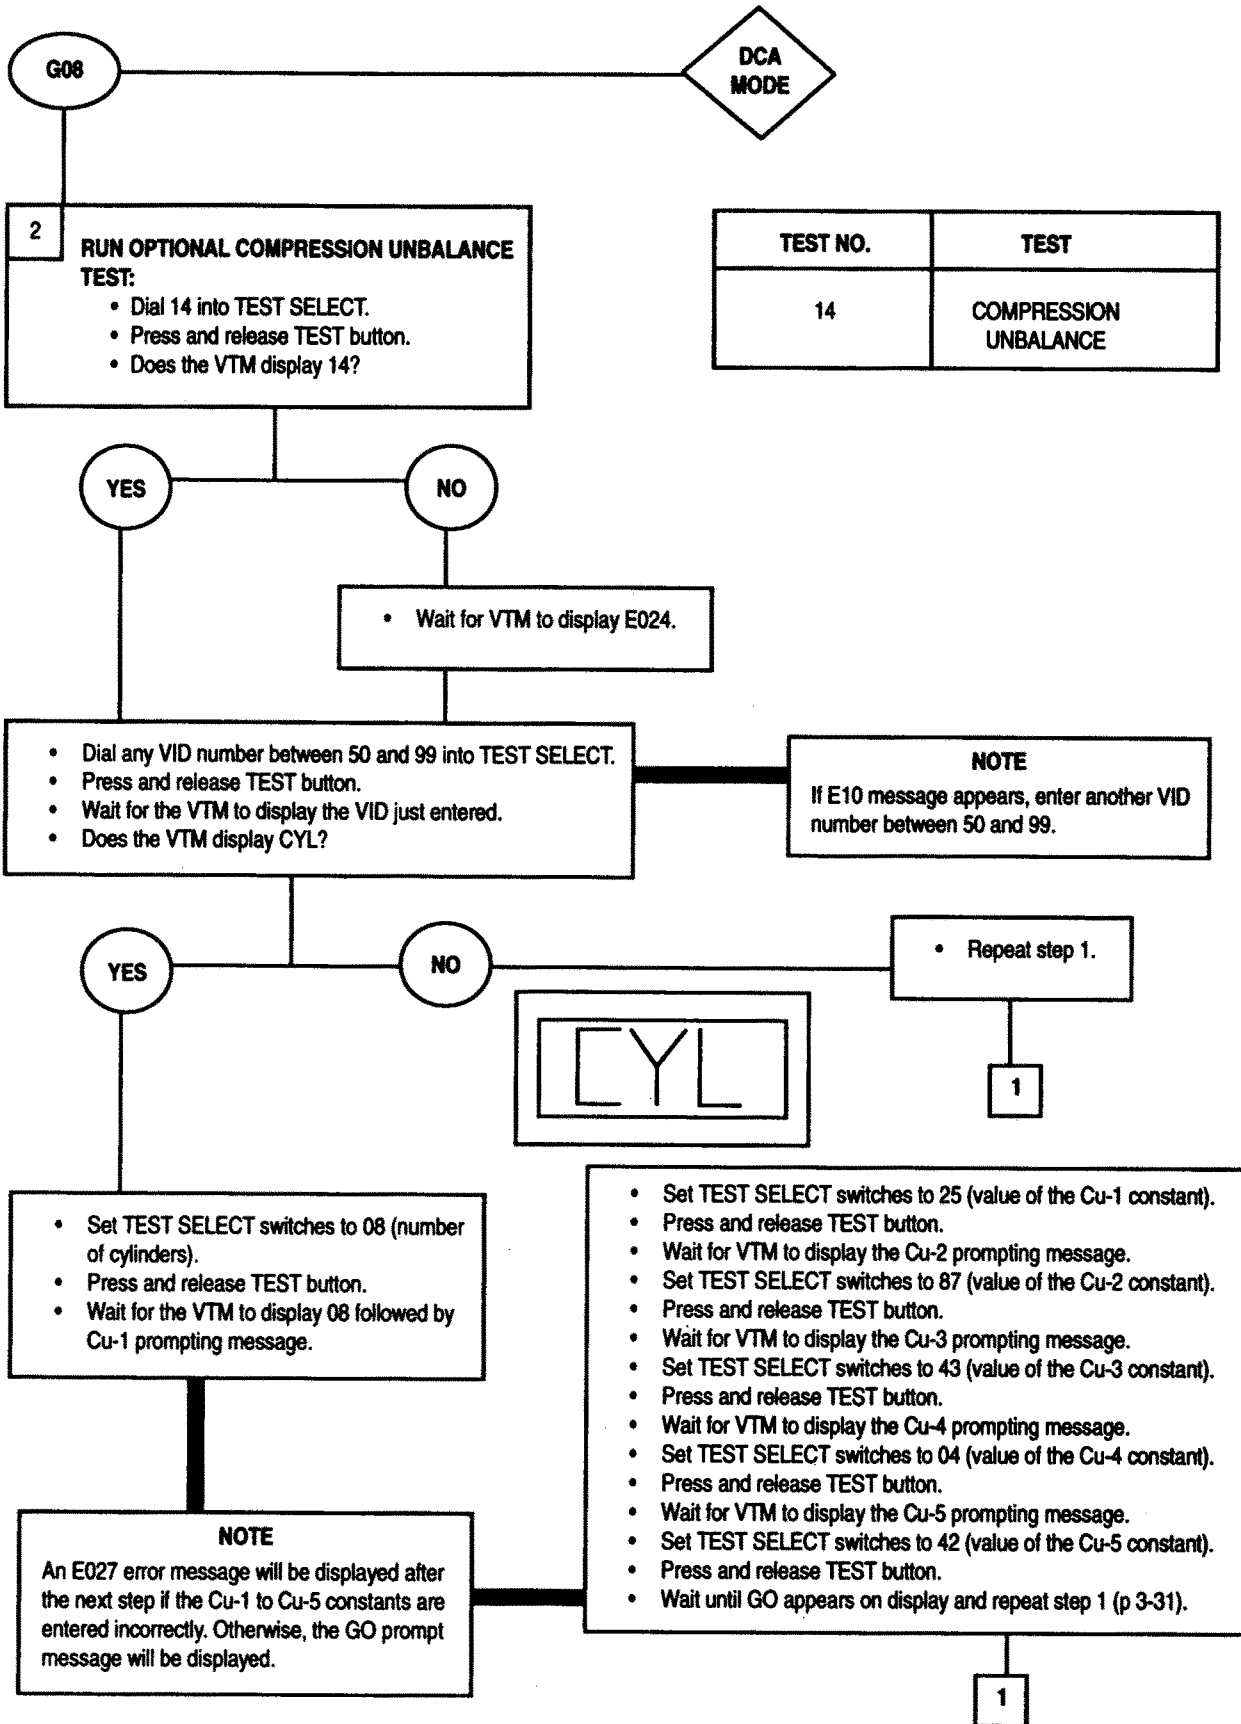 G08
DCA
MODE
2
RUN OPTIONAL COMPRESSION UNBALANCE
TEST:
• Dial 14 into TEST SELECT.
• Press and release TEST button.
• Does the VTM display 14?
TEST NO.
TEST
14
COMPRESSION
UNBALANCE
YES
NO
• Wait for VTM to display E024.
• Dial any VID number between 50 and 99 into TEST SELECT.
• Press and release TEST button.
• Wait for the VTM to display the VID just entered.
• Does the VTM display CYL?
NOTE
If E10 message appears, enter another VID
number between 50 and 99.
YES
NO
• Repeat step 1.
CYL
1
• Set TEST SELECT switches to 08 (number
of cylinders).
• Press and release TEST button.
• Wait for the VTM to display 08 followed by
Cu-1 prompting message.
NOTE
An E027 error message will be displayed after
the next step if the Cu-1 to Cu-5 constants are
entered incorrectly. Otherwise, the GO prompt
message will be displayed.
• Set TEST SELECT switches to 25 (value of the Cu-1 constant).
• Press and release TEST button.
• Wait for VTM to display the Cu-2 prompting message.
• Set TEST SELECT switches to 87 (value of the Cu-2 constant).
• Press and release TEST button.
• Wait for VTM to display the Cu-3 prompting message.
• Set TEST SELECT switches to 43 (value of the Cu-3 constant).
• Press and release TEST button.
• Wait for VTM to display the Cu-4 prompting message.
• Set TEST SELECT switches to 04 (value of the Cu-4 constant).
• Press and release TEST button.
• Wait for VTM to display the Cu-5 prompting message.
• Set TEST SELECT switches to 42 (value of the Cu-5 constant).
• Press and release TEST button.
• Wait until GO appears on display and repeat step 1 (p 3-31).
1